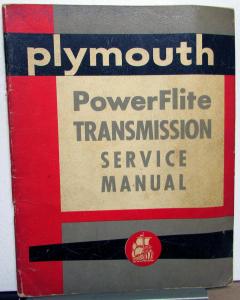 plymouth
PowerFlite
TRANSMISSION
SERVICE
MANUAL